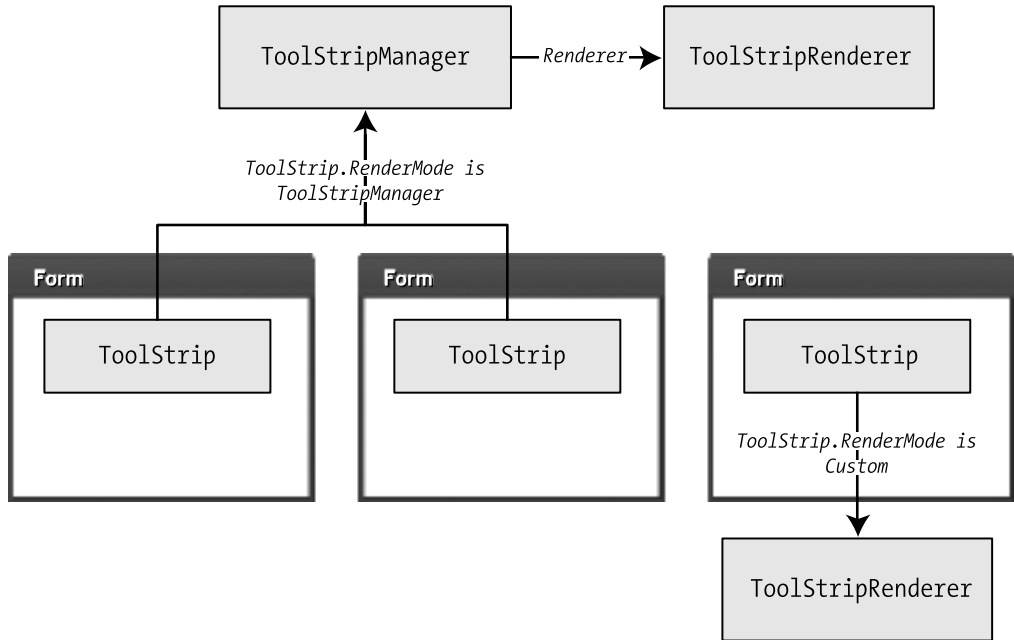 ToolStripManager
Renderer
ToolStripRenderer
ToolStrip.RenderMode is
ToolStripManager
Form
Form
Form
ToolStrip
ToolStrip
ToolStrip
ToolStrip.RenderMode is
Custom
ToolStripRenderer